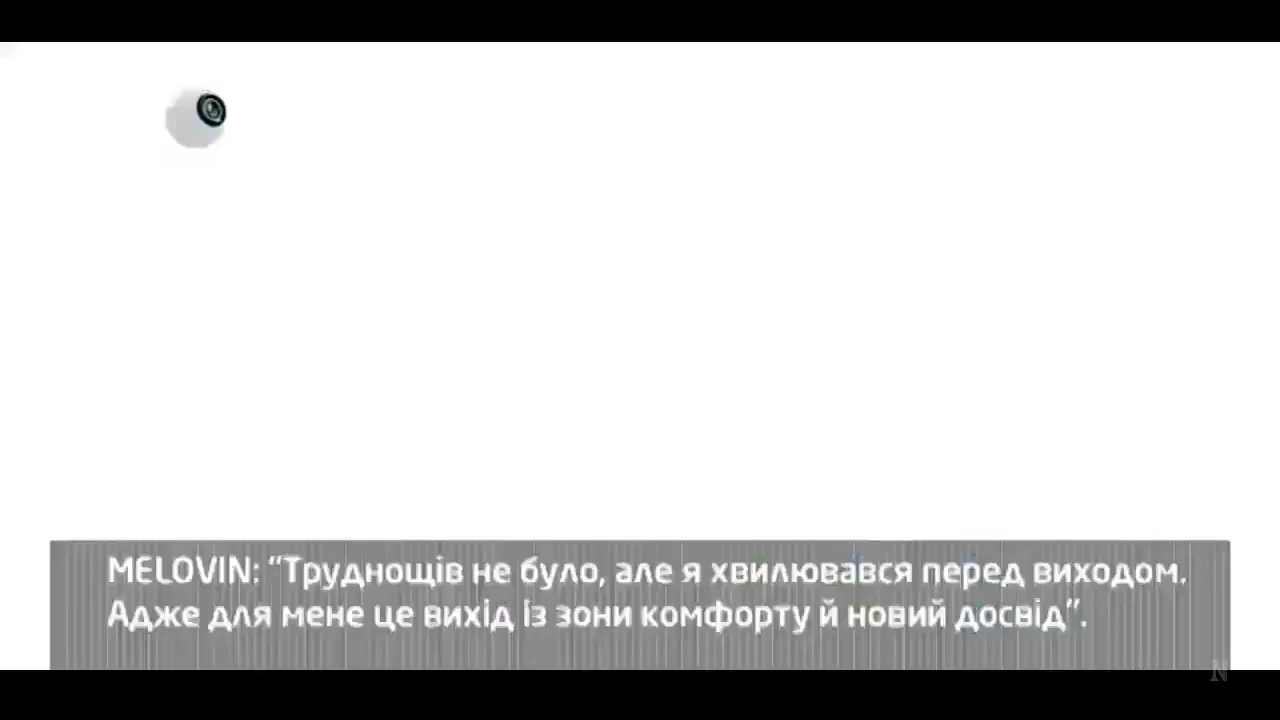 MELOVIN: “Труднощів не було, але я хвилювався перед виходом.
Адже для мене це вихід із зони комфорту й новий досвід”.
N